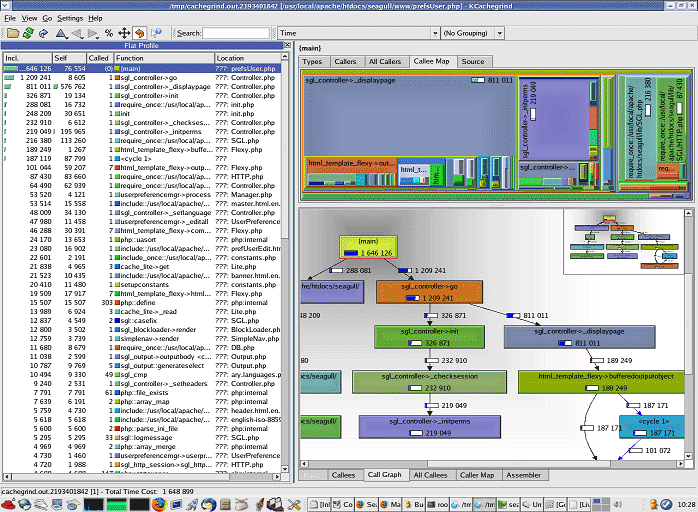 /tmp/cachegrind.out.2193401842 [/usr/local/apache/htdocs/seagull/www/prefsUser.php] - KCachegrind
File View Go Settings Help
Search: Time (No Grouping)
Flat Profile
Incl. Self Called Function Location
...646 126 76 554 (0) {main} ???: prefsUser.php
1 209 241 8 605 1 sgl_controller->go ???: Controller.php
811 011 576 762 1 sgl_controller->_displaypage ???: Controller.php
326 871 19 134 1 sgl_controller->init ???: Controller.php
288 081 16 732 1 require_once::/usr/local/ap... ???: init.php
248 209 30 651 1 init ???: init.php
232 910 6 612 1 sgl_controller->_checksess... ???: Controller.php
219 049 195 965 1 sgl_controller->_initperms ???: Controller.php
216 380 113 260 1 require_once::/usr/local/ap... ???: SGL.php
189 249 1 267 1 html_template_flexy->buffe... ???: Flexy.php
187 119 87 799 1 <cycle 1> ???: php:internal
101 044 59 207 1 html_template_flexy->outp... ???: Flexy.php
87 430 83 660 1 require_once::/usr/local/ap... ???: HTTP.php
64 490 62 939 1 require_once::/usr/local/ap... ???: Controller.php
53 520 4 121 1 userpreferencemgr->process ???: Manager.php
53 514 15 558 1 include::/usr/local/apache/... ???: master.html.en.
48 009 34 130 1 sgl_controller->_setlanguage ???: Controller.php
47 980 11 458 1 userpreferencemgr->_editall ???: UserPreference
46 288 30 391 1 html_template_flexy->com... ???: Flexy.php
24 170 13 653 1 php::uasort ???: php:internal
23 080 16 902 1 include::/usr/local/apache/... ???: prefUserEdit.htm
22 601 2 191 1 include_once::/usr/local/ap... ???: constants.php
21 838 4 965 3 cache_lite->get ???: Lite.php
21 523 10 435 1 include::/usr/local/apache/... ???: banner.html.en.
20 410 11 480 1 setupconstants ???: constants.php
19 509 17 917 1 html_template_flexy->html... ???: Flexy.php
15 507 15 507 303 php::define ???: php:internal
13 989 6 924 3 cache_lite->_read ???: Lite.php
12 837 4 549 2 sgl::casefix ???: SGL.php
12 800 3 502 1 sgl_blockloader->render ???: BlockLoader.php
12 759 3 739 1 simplenav->render ???: SimpleNav.php
11 680 8 679 1 require_once::/usr/local/ap... ???: DB.php
11 038 2 599 1 sgl_output->outputbody <c... ???: Output.php
10 787 9 769 5 sgl_output::generateselect ???: Output.php
10 494 9 330 49 sgl_cmp ???: ary/languages.p
9 240 2 531 1 sgl_controller->_setheaders ???: Controller.php
7 791 7 791 61 php::file_exists ???: php:internal
7 639 6 191 2 php::array_map ???: php:internal
5 759 4 730 1 include::/usr/local/apache/... ???: header.html.en.
5 618 5 618 1 include::/usr/local/apache/... ???: english-iso-8859
5 600 5 600 2 php::parse_ini_file ???: php:internal
5 295 5 295 33 sgl::logmessage ???: SGL.php
4 969 4 969 2 php::array_merge ???: php:internal
4 730 1 460 1 userpreferencemgr->userpr... ???: UserPreference
4 720 1 988 1 sgl_http_session->sgl_http... ???: HTTP.php
{main}
Types Callers All Callers Callee Map Source
sgl_controller->_displaypage 811 011
html_template_flexy->out...
html_t...
sgl_controller->_initperms
219 049
sgl_controller->...
require_once::/usr/local/apache/htdocs/seagull/lib/SGL.php
216 380
require_once::/usr/local/apache/htdocs/seagull/lib/SGL/HTTP.php
87 430
{main}
1 646 126
288 081
1 209 241
he/htdocs/seagull/
sgl_controller->go
1 209 241
48 209
326 871
811 011
sgl_controller->init
326 871
sgl_controller->_displaypage
811 011
232 910
189 249
he/htdocs/seagull/
sgl_controller->_checksession
232 910
html_template_flexy->bufferedoutputobject
189 249
219 049
187 171
187 171
sgl_controller->_initperms
219 049
<cycle 1>
187 171
101 072
Callees Call Graph All Callees Caller Map Assembler
cachegrind.out.2193401842 [1] - Total Time Cost: 1 648 899
10:28